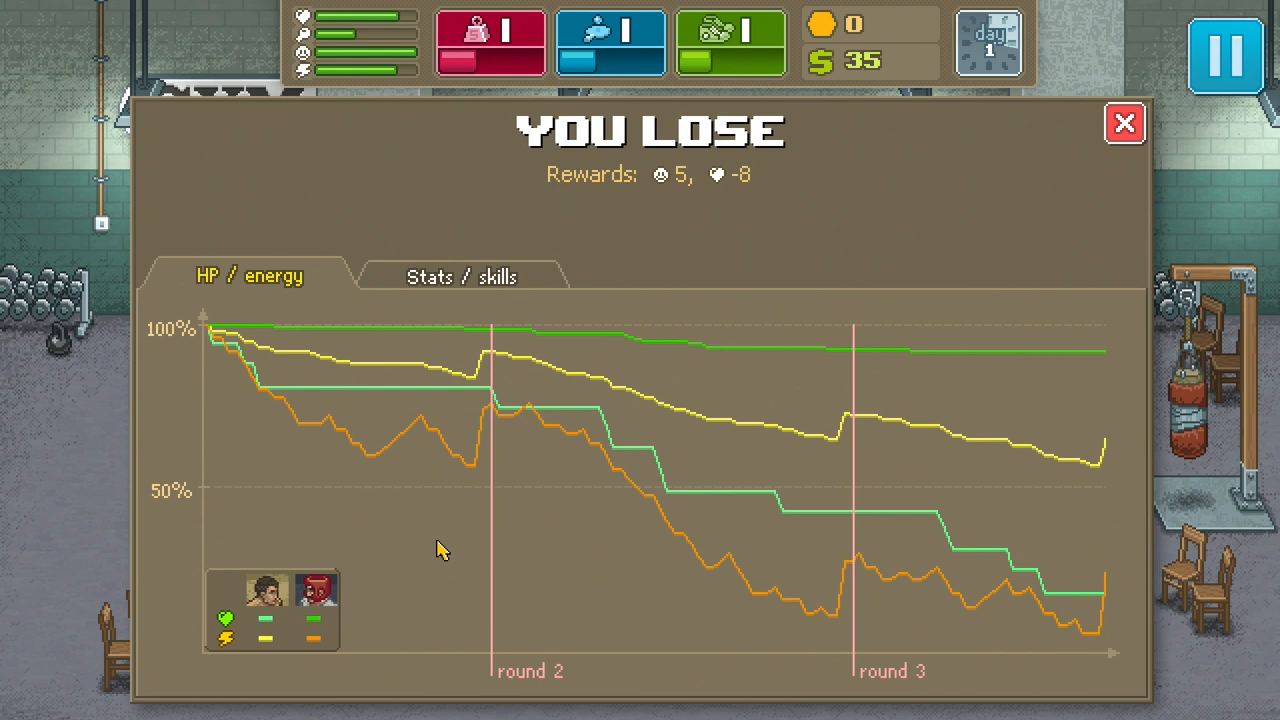 1
1
1
0
35
day
1
YOU LOSE
Rewards: 5, -8
HP / energy
Stats / skills
100%
50%
round 2
round 3